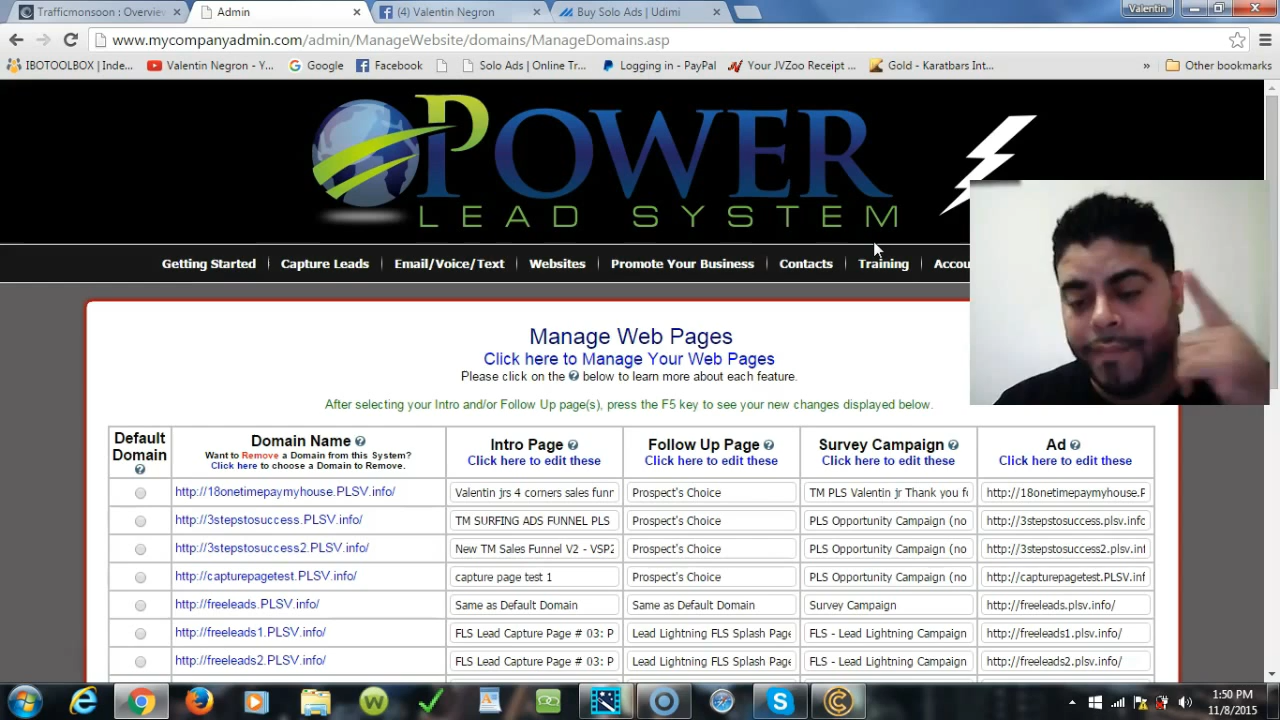 Trafficmonsoon : Overview
Admin
(4) Valentin Negron
Buy Solo Ads | Udimi
Valentin
www.mycompanyadmin.com/admin/ManageWebsite/domains/ManageDomains.asp
IBOTOOLBOX | Inde...
Valentin Negron - Y...
Google
Facebook
Solo Ads | Online Tr...
Logging in - PayPal
Your JVZoo Receipt ...
Gold - Karatbars Int...
»
Other bookmarks
POWER
LEAD SYSTEM
Getting Started
Capture Leads
Email/Voice/Text
Websites
Promote Your Business
Contacts
Training
Accou
Manage Web Pages
Click here to Manage Your Web Pages
Please click on the ? below to learn more about each feature.
After selecting your Intro and/or Follow Up page(s), press the F5 key to see your new changes displayed below.
Default Domain ?
Domain Name ?
Want to Remove a Domain from this System?
Click here to choose a Domain to Remove.
Intro Page ?
Click here to edit these
Follow Up Page ?
Click here to edit these
Survey Campaign ?
Click here to edit these
Ad ?
Click here to edit these
http://18onetimepaymyhouse.PLSV.info/ Valentin jrs 4 corners sales funr Prospect's Choice TM PLS Valentin jr Thank you fo http://18onetimepaymyhouse.P
http://3stepstosuccess.PLSV.info/ TM SURFING ADS FUNNEL PLS Prospect's Choice PLS Opportunity Campaign (no http://3stepstosuccess.plsv.info
http://3stepstosuccess2.PLSV.info/ New TM Sales Funnel V2 - VSP2 Prospect's Choice PLS Opportunity Campaign (no http://3stepstosuccess2.plsv.inf
http://capturepagetest.PLSV.info/ capture page test 1 Prospect's Choice PLS Opportunity Campaign (no http://capturepagetest.PLSV.inf
http://freeleads.PLSV.info/ Same as Default Domain Same as Default Domain Survey Campaign http://freeleads.plsv.info/
http://freeleads1.PLSV.info/ FLS Lead Capture Page # 03: P Lead Lightning FLS Splash Page FLS - Lead Lightning Campaign http://freeleads1.plsv.info/
http://freeleads2.PLSV.info/ FLS Lead Capture Page # 03: P Lead Lightning FLS Splash Page FLS - Lead Lightning Campaign http://freeleads2.plsv.info/
1:50 PM
11/8/2015